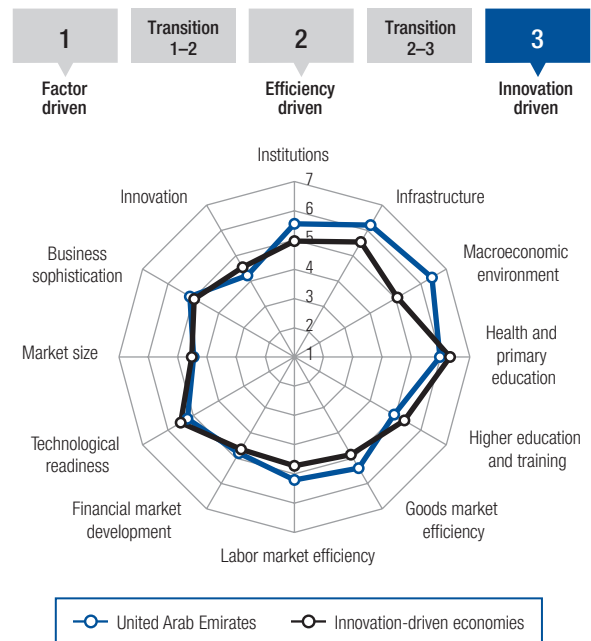 1
Transition
1–2
2
Transition
2–3
3
Factor
driven
Efficiency
driven
Innovation
driven
Institutions
7
6
5
4
3
2
1
Infrastructure
Macroeconomic
environment
Health and
primary
education
Higher education
and training
Goods market
efficiency
Labor market efficiency
Financial market
development
Technological
readiness
Market size
Business
sophistication
Innovation
United Arab Emirates
Innovation-driven economies